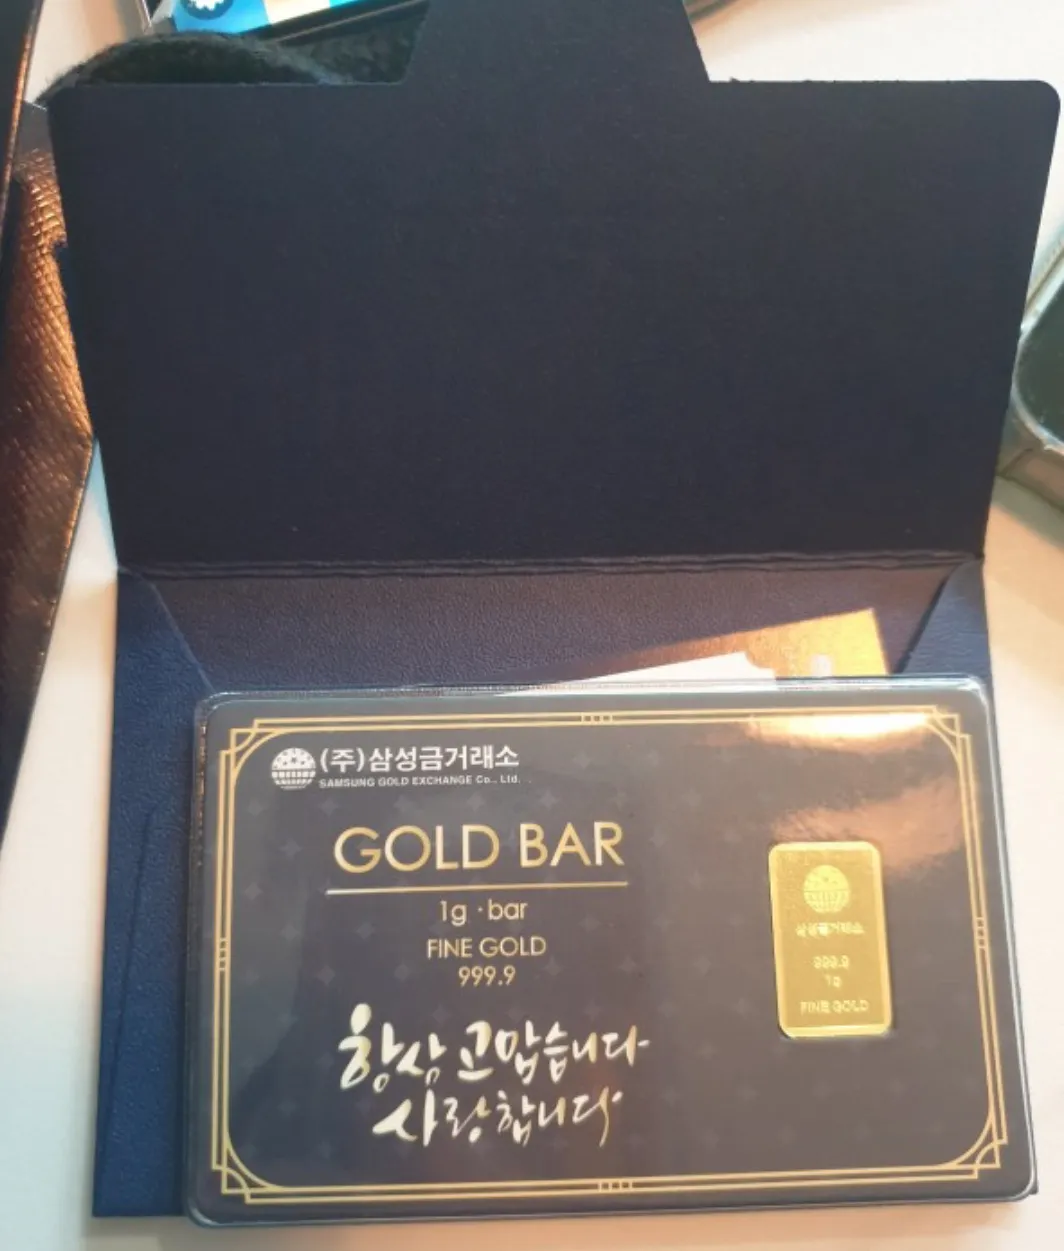 (주)삼성금거래소
SAMSUNG GOLD EXCHANGE Co., Ltd.
GOLD BAR
1g · bar
FINE GOLD
999.9
항상 고맙습니다
사랑합니다
삼성금거래소
999.9
1g
FINE GOLD